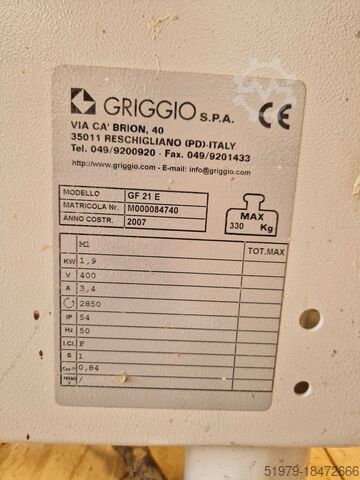 GRIGGIO S.P.A. CE
VIA CA' BRION, 40
35011 RESCHIGLIANO (PD)-ITALY
Tel. 049/9200920 - Fax. 049/9201433
http://www.griggio.com - E-mail: info@griggio.com
MODELLO GF 21 E
MATRICOLA Nr. M000084740
ANNO COSTR. 2007
MAX
330 Kg
M1 TOT.MAX
KW 1,9
V 400
A 3,4
2850
IP 54
Hz 50
I.Cl. F
S 1
Cos φ 0,84
/
51979-18472666